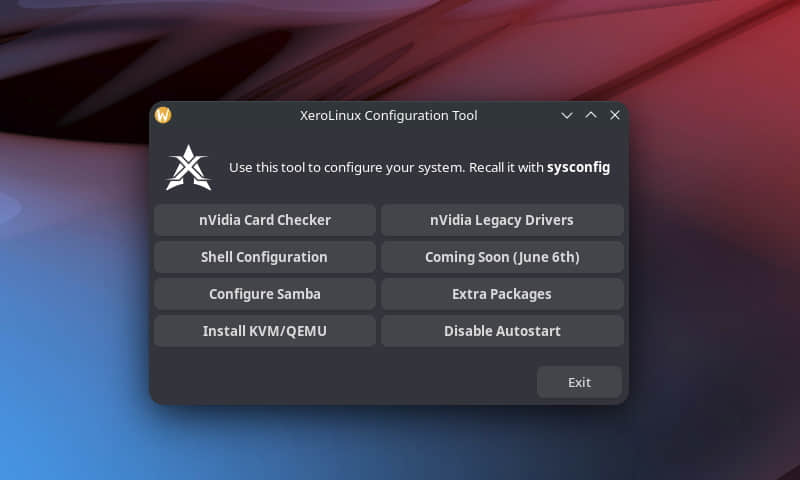 XeroLinux Configuration Tool
Use this tool to configure your system. Recall it with sysconfig
nVidia Card Checker
nVidia Legacy Drivers
Shell Configuration
Coming Soon (June 6th)
Configure Samba
Extra Packages
Install KVM/QEMU
Disable Autostart
Exit